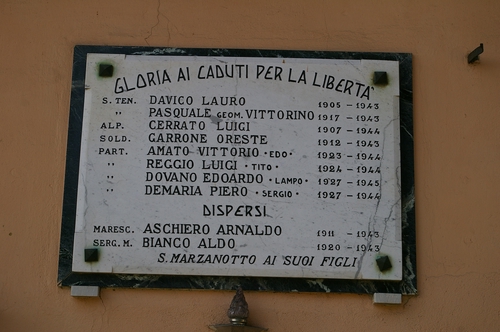 GLORIA AI CADUTI PER LA LIBERTA'
S. TEN. DAVICO LAURO 1905 - 1943
" PASQUALE GEOM. VITTORINO 1917 - 1943
ALP. CERRATO LUIGI 1907 - 1944
SOLD. GARRONE ORESTE 1912 - 1943
PART. AMATO VITTORIO • EDO • 1923 - 1944
" REGGIO LUIGI • TITO • 1924 - 1944
" DOVANO EDOARDO • LAMPO • 1927 - 1945
" DEMARIA PIERO • SERGIO • 1927 - 1944
DISPERSI
MARESC. ASCHIERO ARNALDO 1911 - 1943
SERG. M. BIANCO ALDO 1920 - 1943
S. MARZANOTTO AI SUOI FIGLI